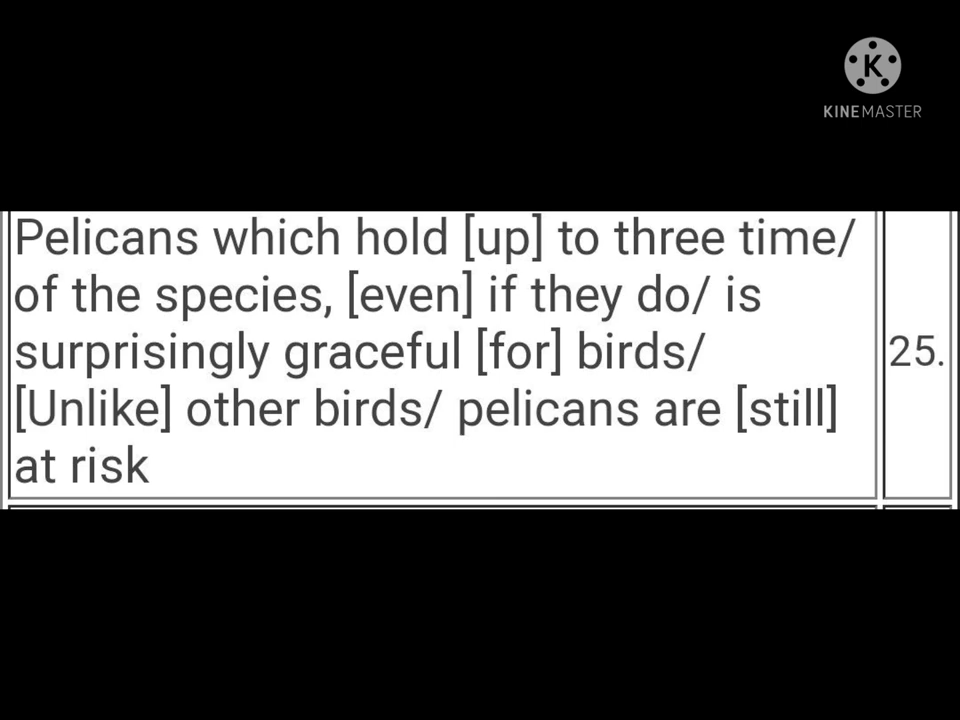 K
KINEMASTER
Pelicans which hold [up] to three time/
of the species, [even] if they do/ is
surprisingly graceful [for] birds/
[Unlike] other birds/ pelicans are [still]
at risk
25.